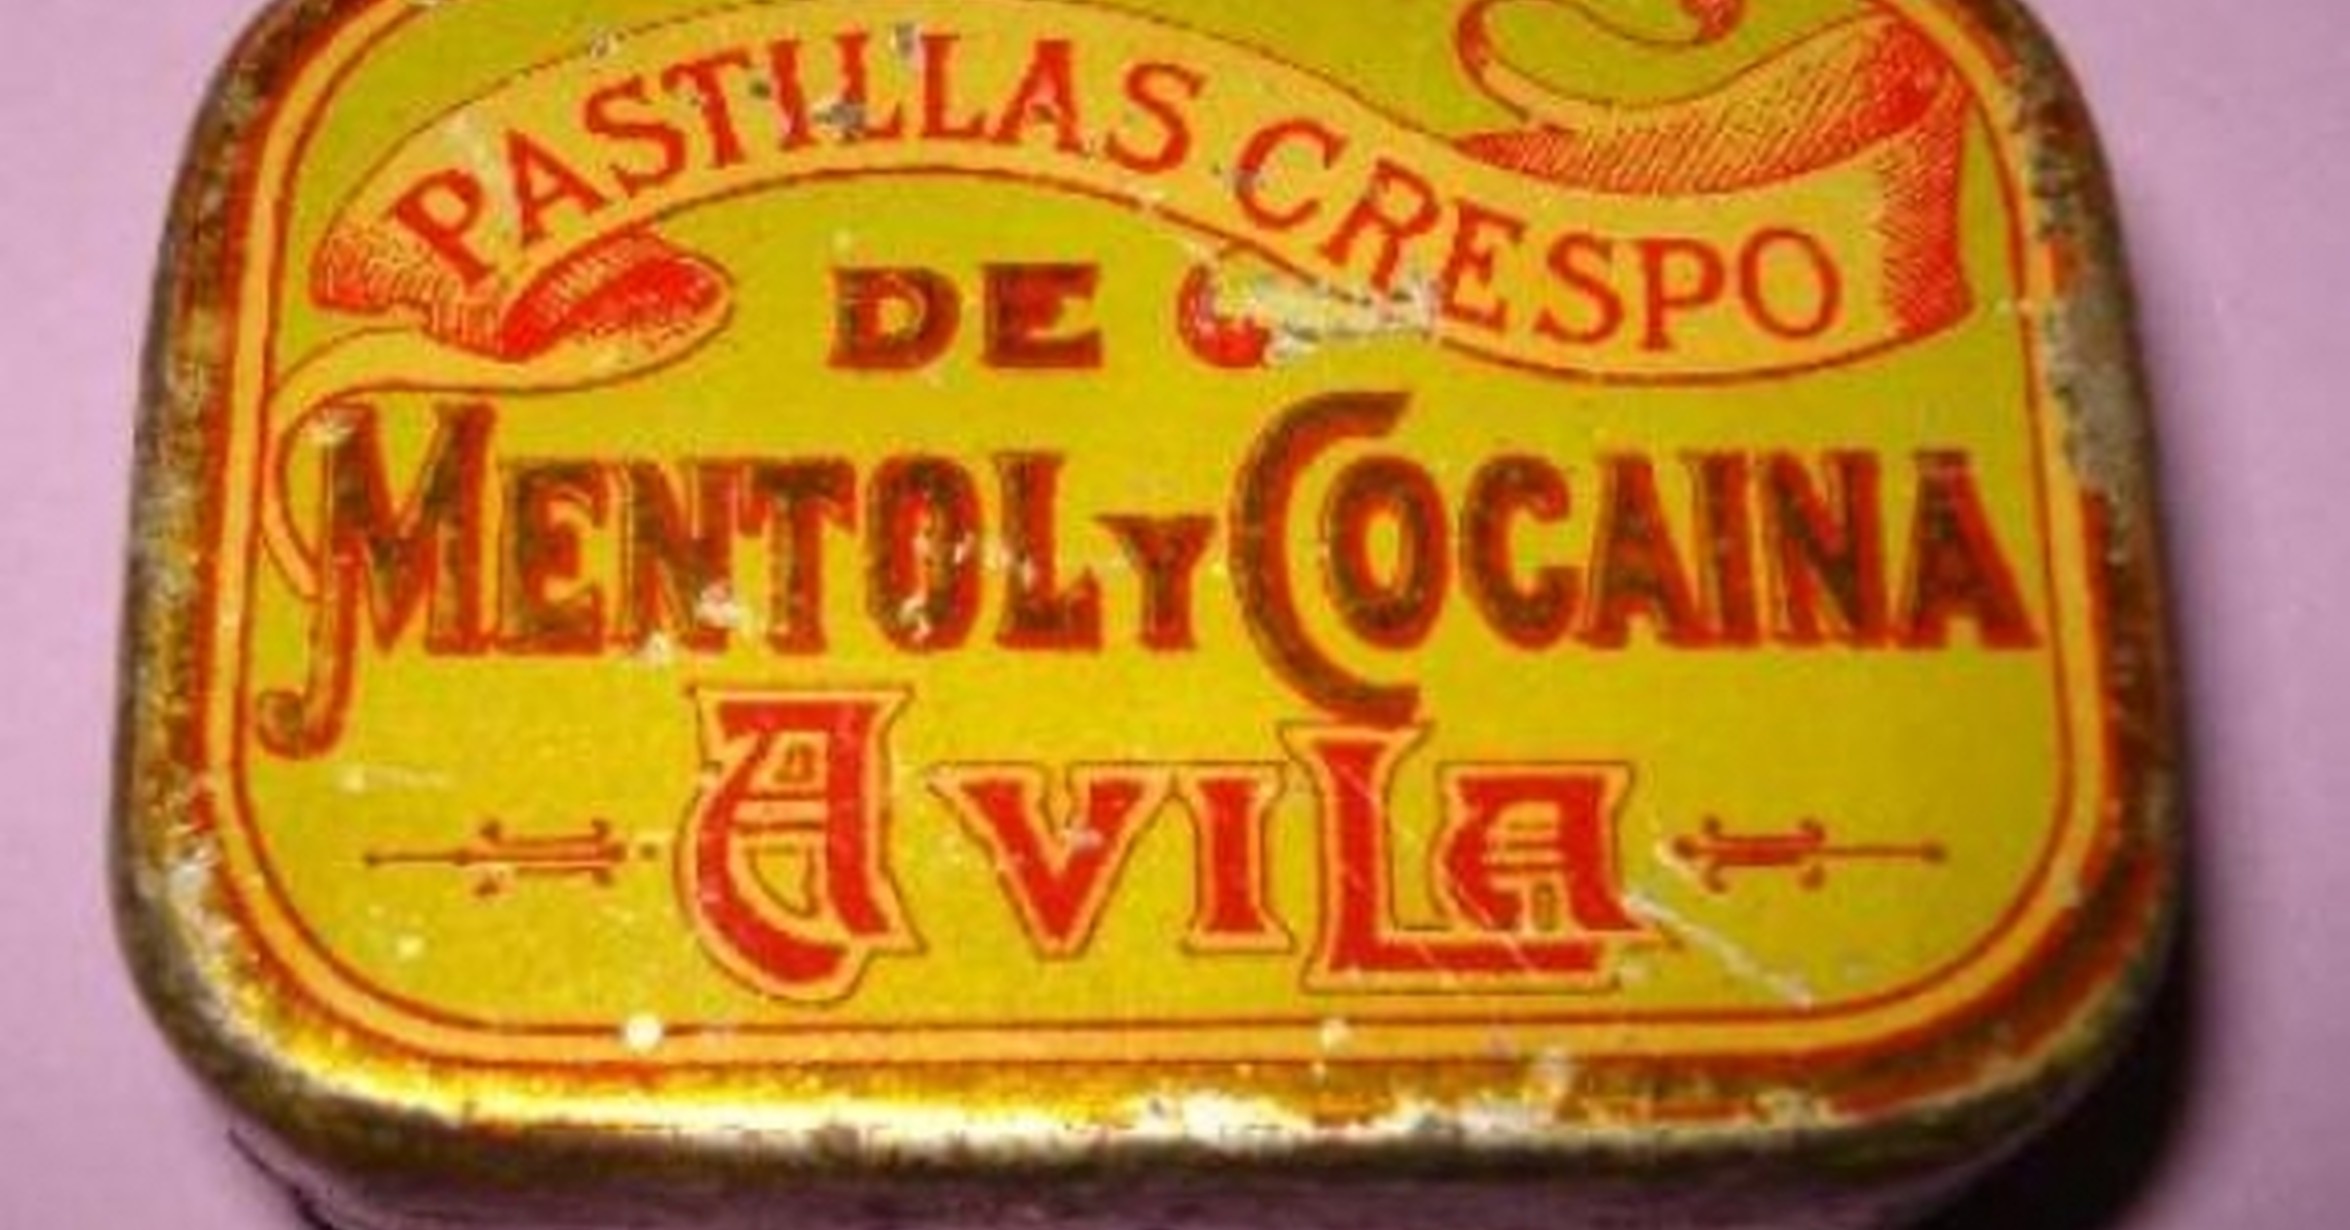 PASTILLAS CRESPO
DE
MENTOL Y COCAINA
AVILA